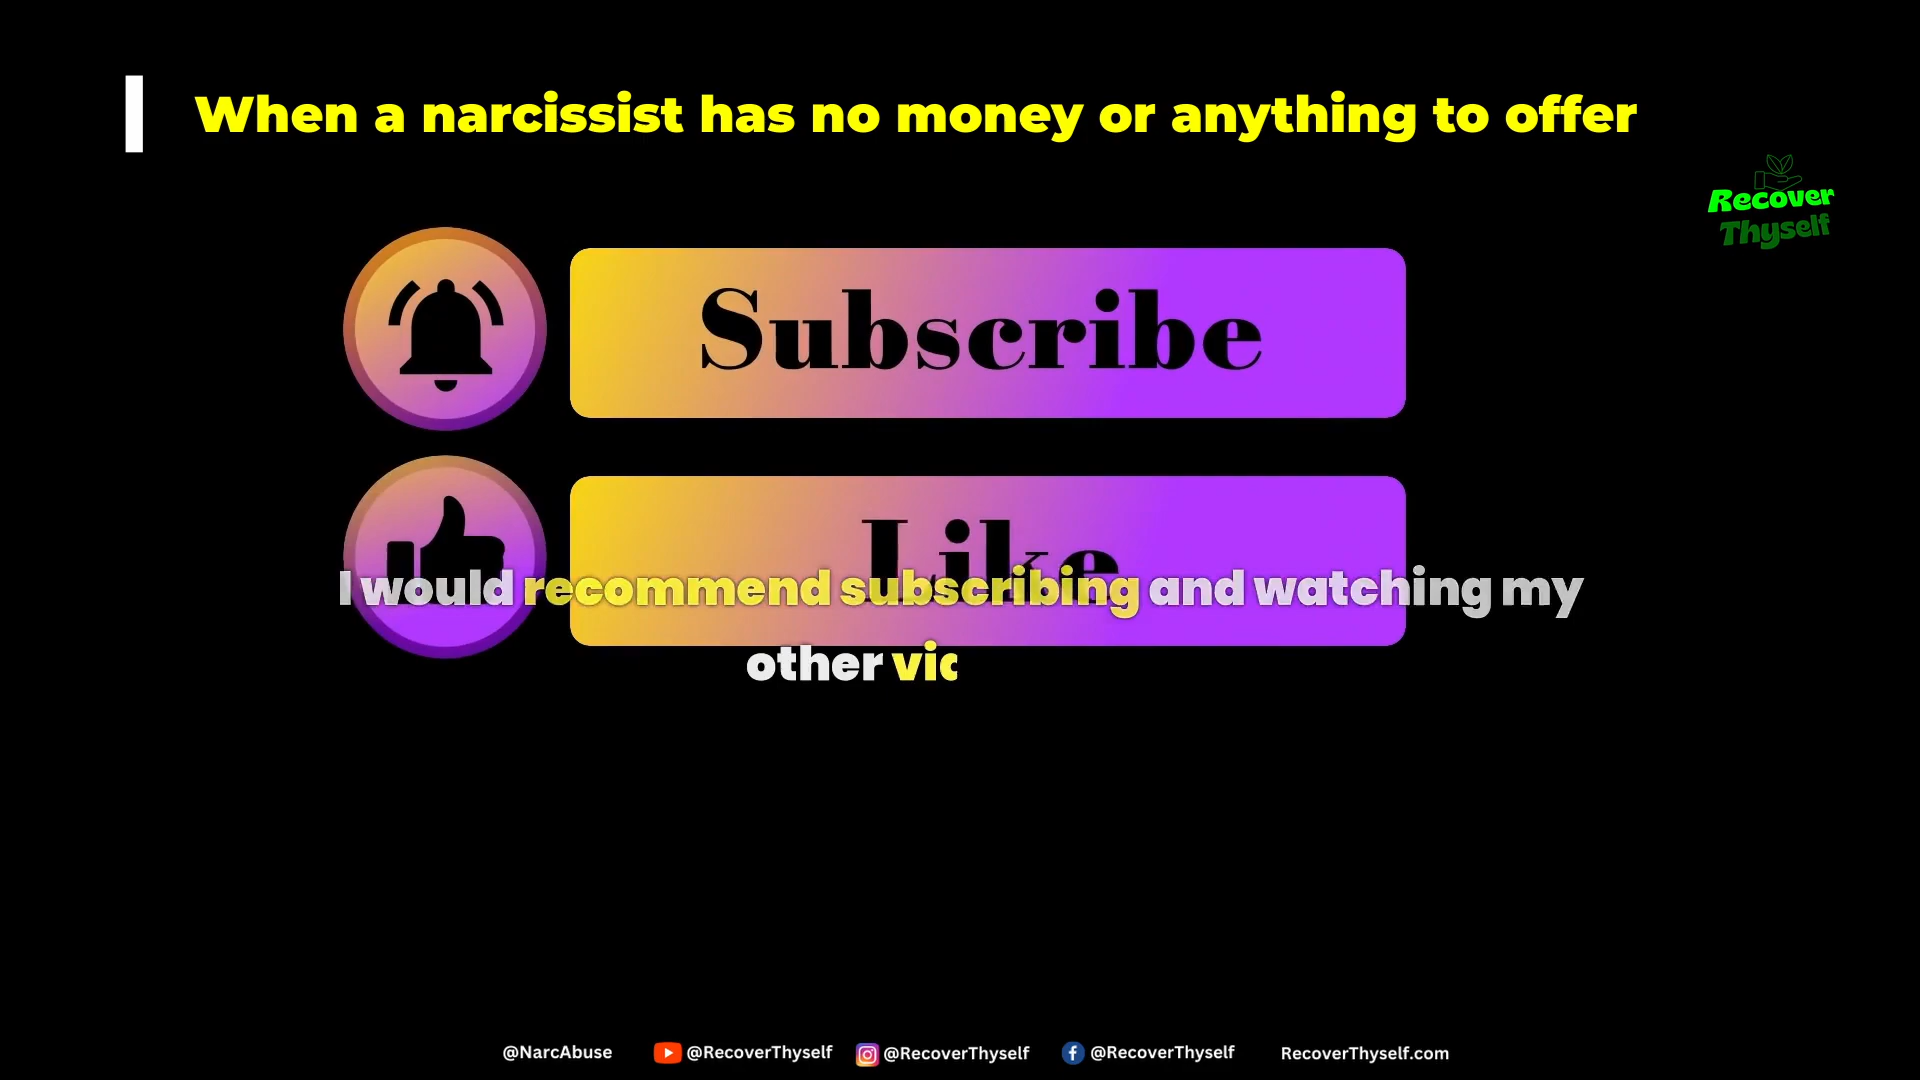 When a narcissist has no money or anything to offer
Recover
Thyself
Subscribe
Like
I would recommend subscribing and watching my
other
@NarcAbuse @RecoverThyself @RecoverThyself @RecoverThyself RecoverThyself.com